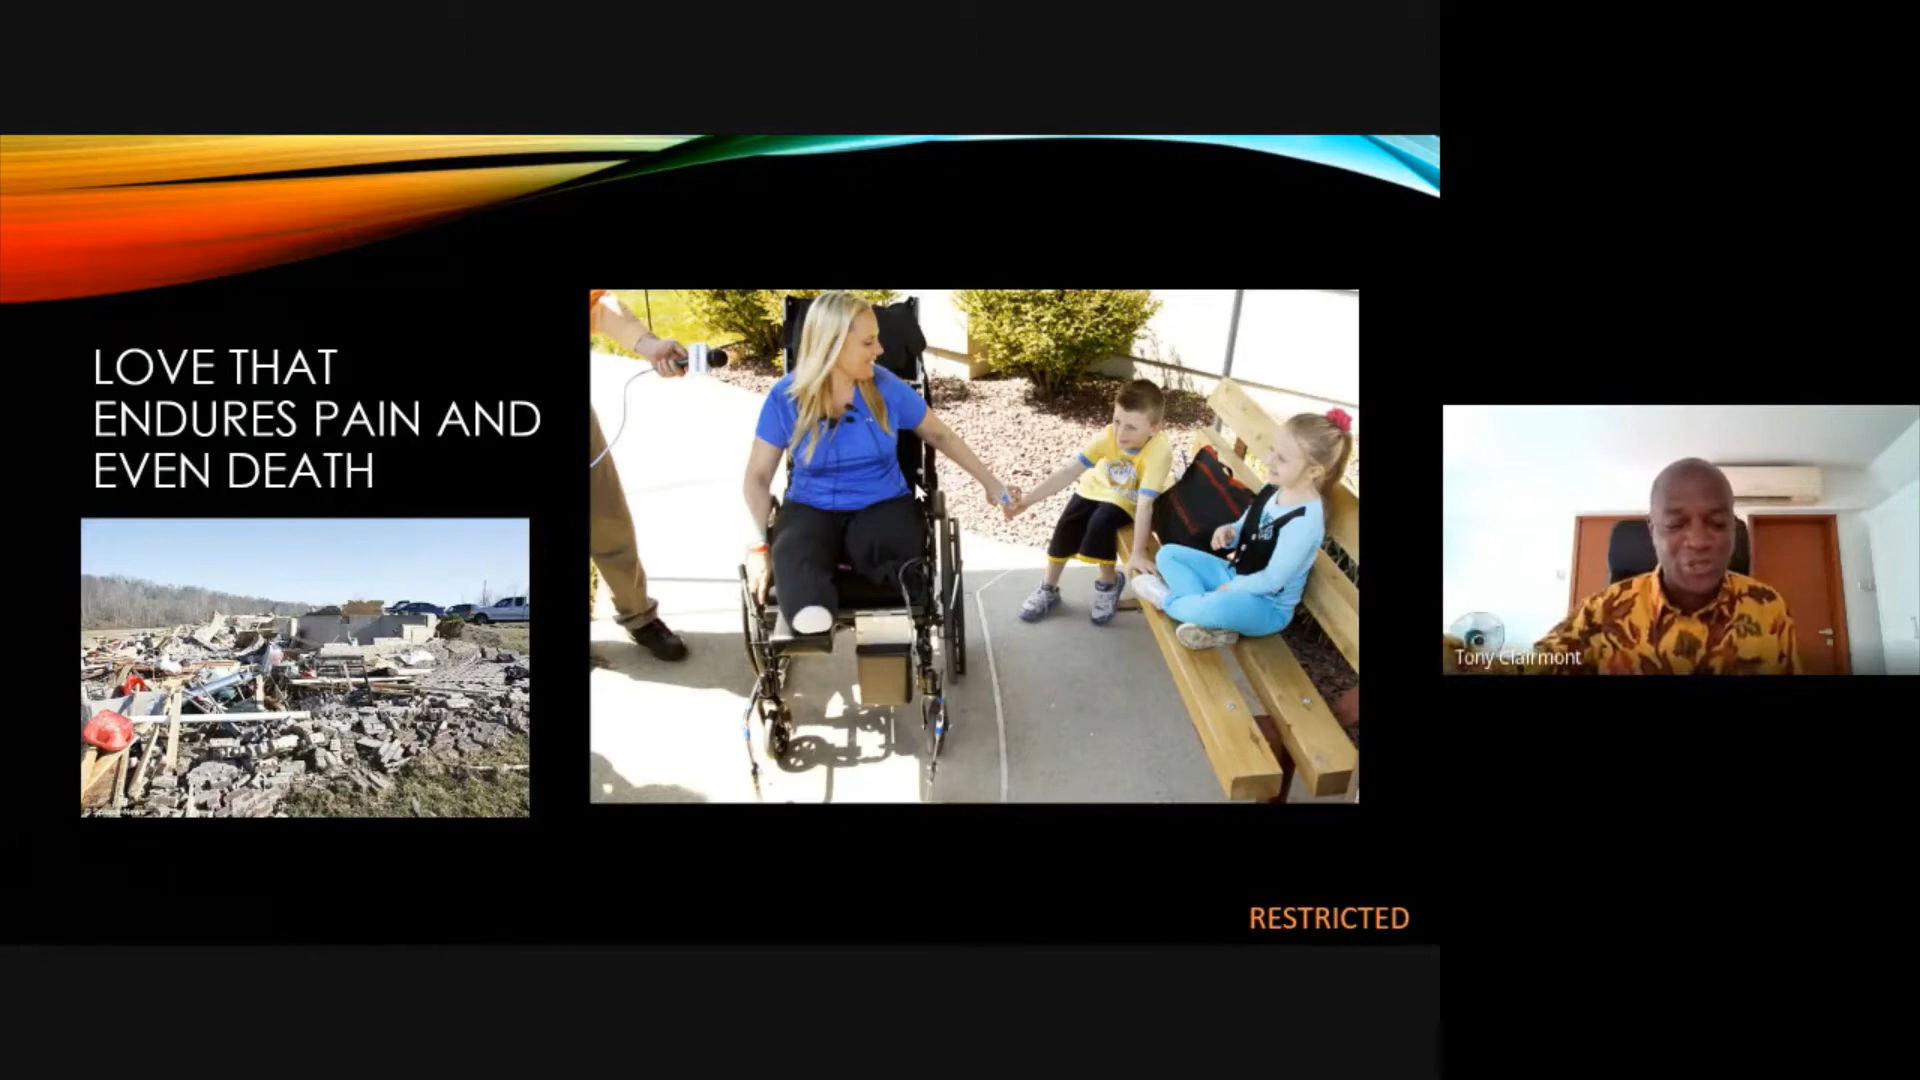 LOVE THAT
ENDURES PAIN AND
EVEN DEATH
Tony Clairmont
RESTRICTED